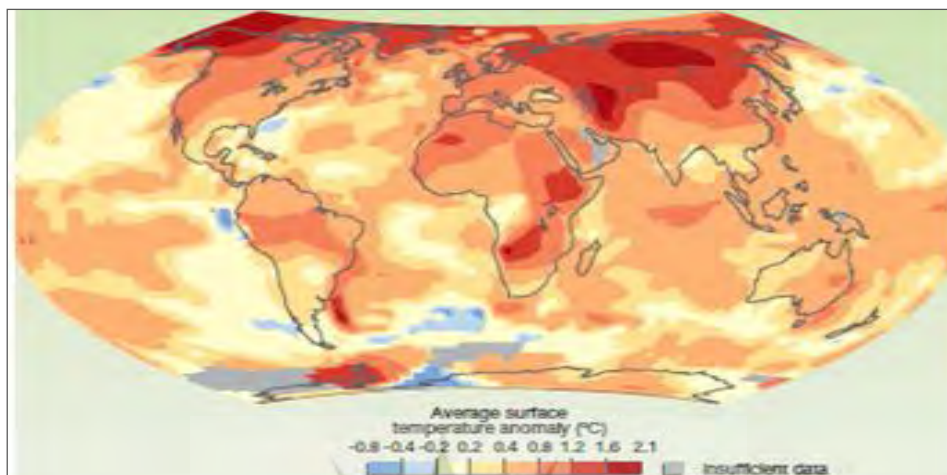 Average surface
temperature anomaly (ºC)
-0.8 -0.4 -0.2 0.2 0.4 0.8 1.2 1.6 2.1
Insufficient data